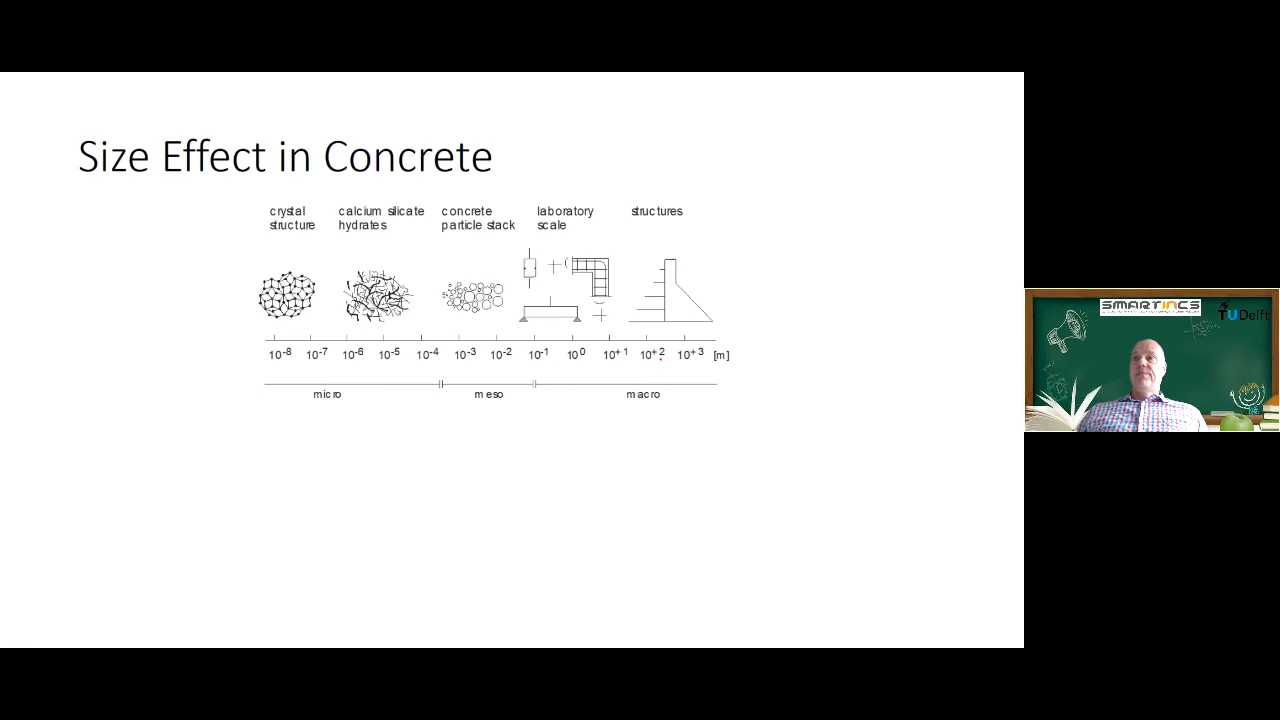 Size Effect in Concrete
crystal
structure
calcium silicate
hydrates
concrete
particle stack
laboratory
scale
structures
10-8 10-7 10-6 10-5 10-4 10-3 10-2 10-1 100 10+1 10+2 10+3 [m]
micro meso macro
SMARTINCS
TUDelft